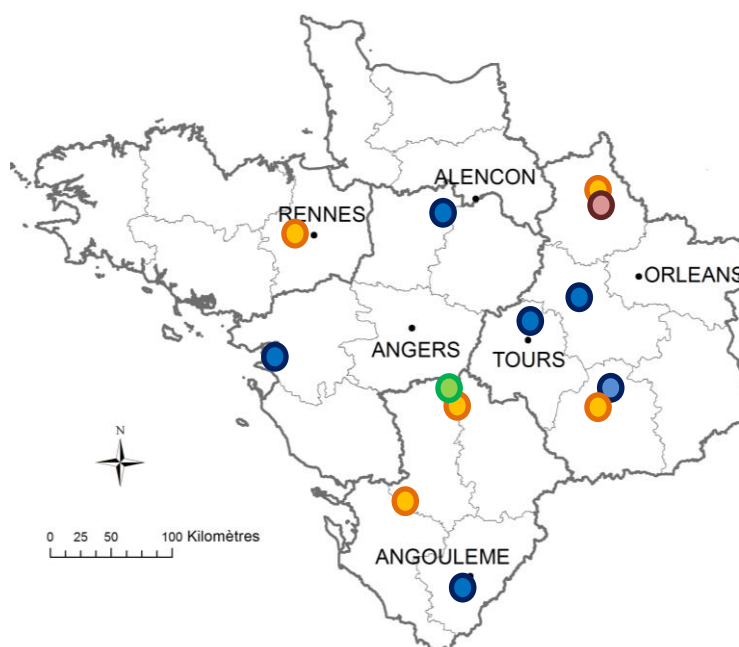 ALENCON
RENNES
ORLEANS
ANGERS
TOURS
N
0 25 50 100 Kilomètres
ANGOULEME